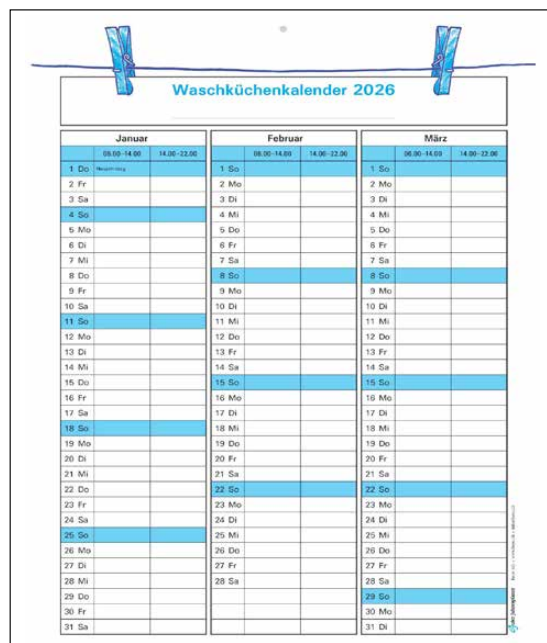 Waschküchenkalender 2026
Januar
06.00–14.00 14.00–22.00
1 Do Neujahrstag
2 Fr
3 Sa
4 So
5 Mo
6 Di
7 Mi
8 Do
9 Fr
10 Sa
11 So
12 Mo
13 Di
14 Mi
15 Do
16 Fr
17 Sa
18 So
19 Mo
20 Di
21 Mi
22 Do
23 Fr
24 Sa
25 So
26 Mo
27 Di
28 Mi
29 Do
30 Fr
31 Sa
Februar
06.00–14.00 14.00–22.00
1 So
2 Mo
3 Di
4 Mi
5 Do
6 Fr
7 Sa
8 So
9 Mo
10 Di
11 Mi
12 Do
13 Fr
14 Sa
15 So
16 Mo
17 Di
18 Mi
19 Do
20 Fr
21 Sa
22 So
23 Mo
24 Di
25 Mi
26 Do
27 Fr
28 Sa
März
06.00–14.00 14.00–22.00
1 So
2 Mo
3 Di
4 Mi
5 Do
6 Fr
7 Sa
8 So
9 Mo
10 Di
11 Mi
12 Do
13 Fr
14 Sa
15 So
16 Mo
17 Di
18 Mi
19 Do
20 Fr
21 Sa
22 So
23 Mo
24 Di
25 Mi
26 Do
27 Fr
28 Sa
29 So
30 Mo
31 Di